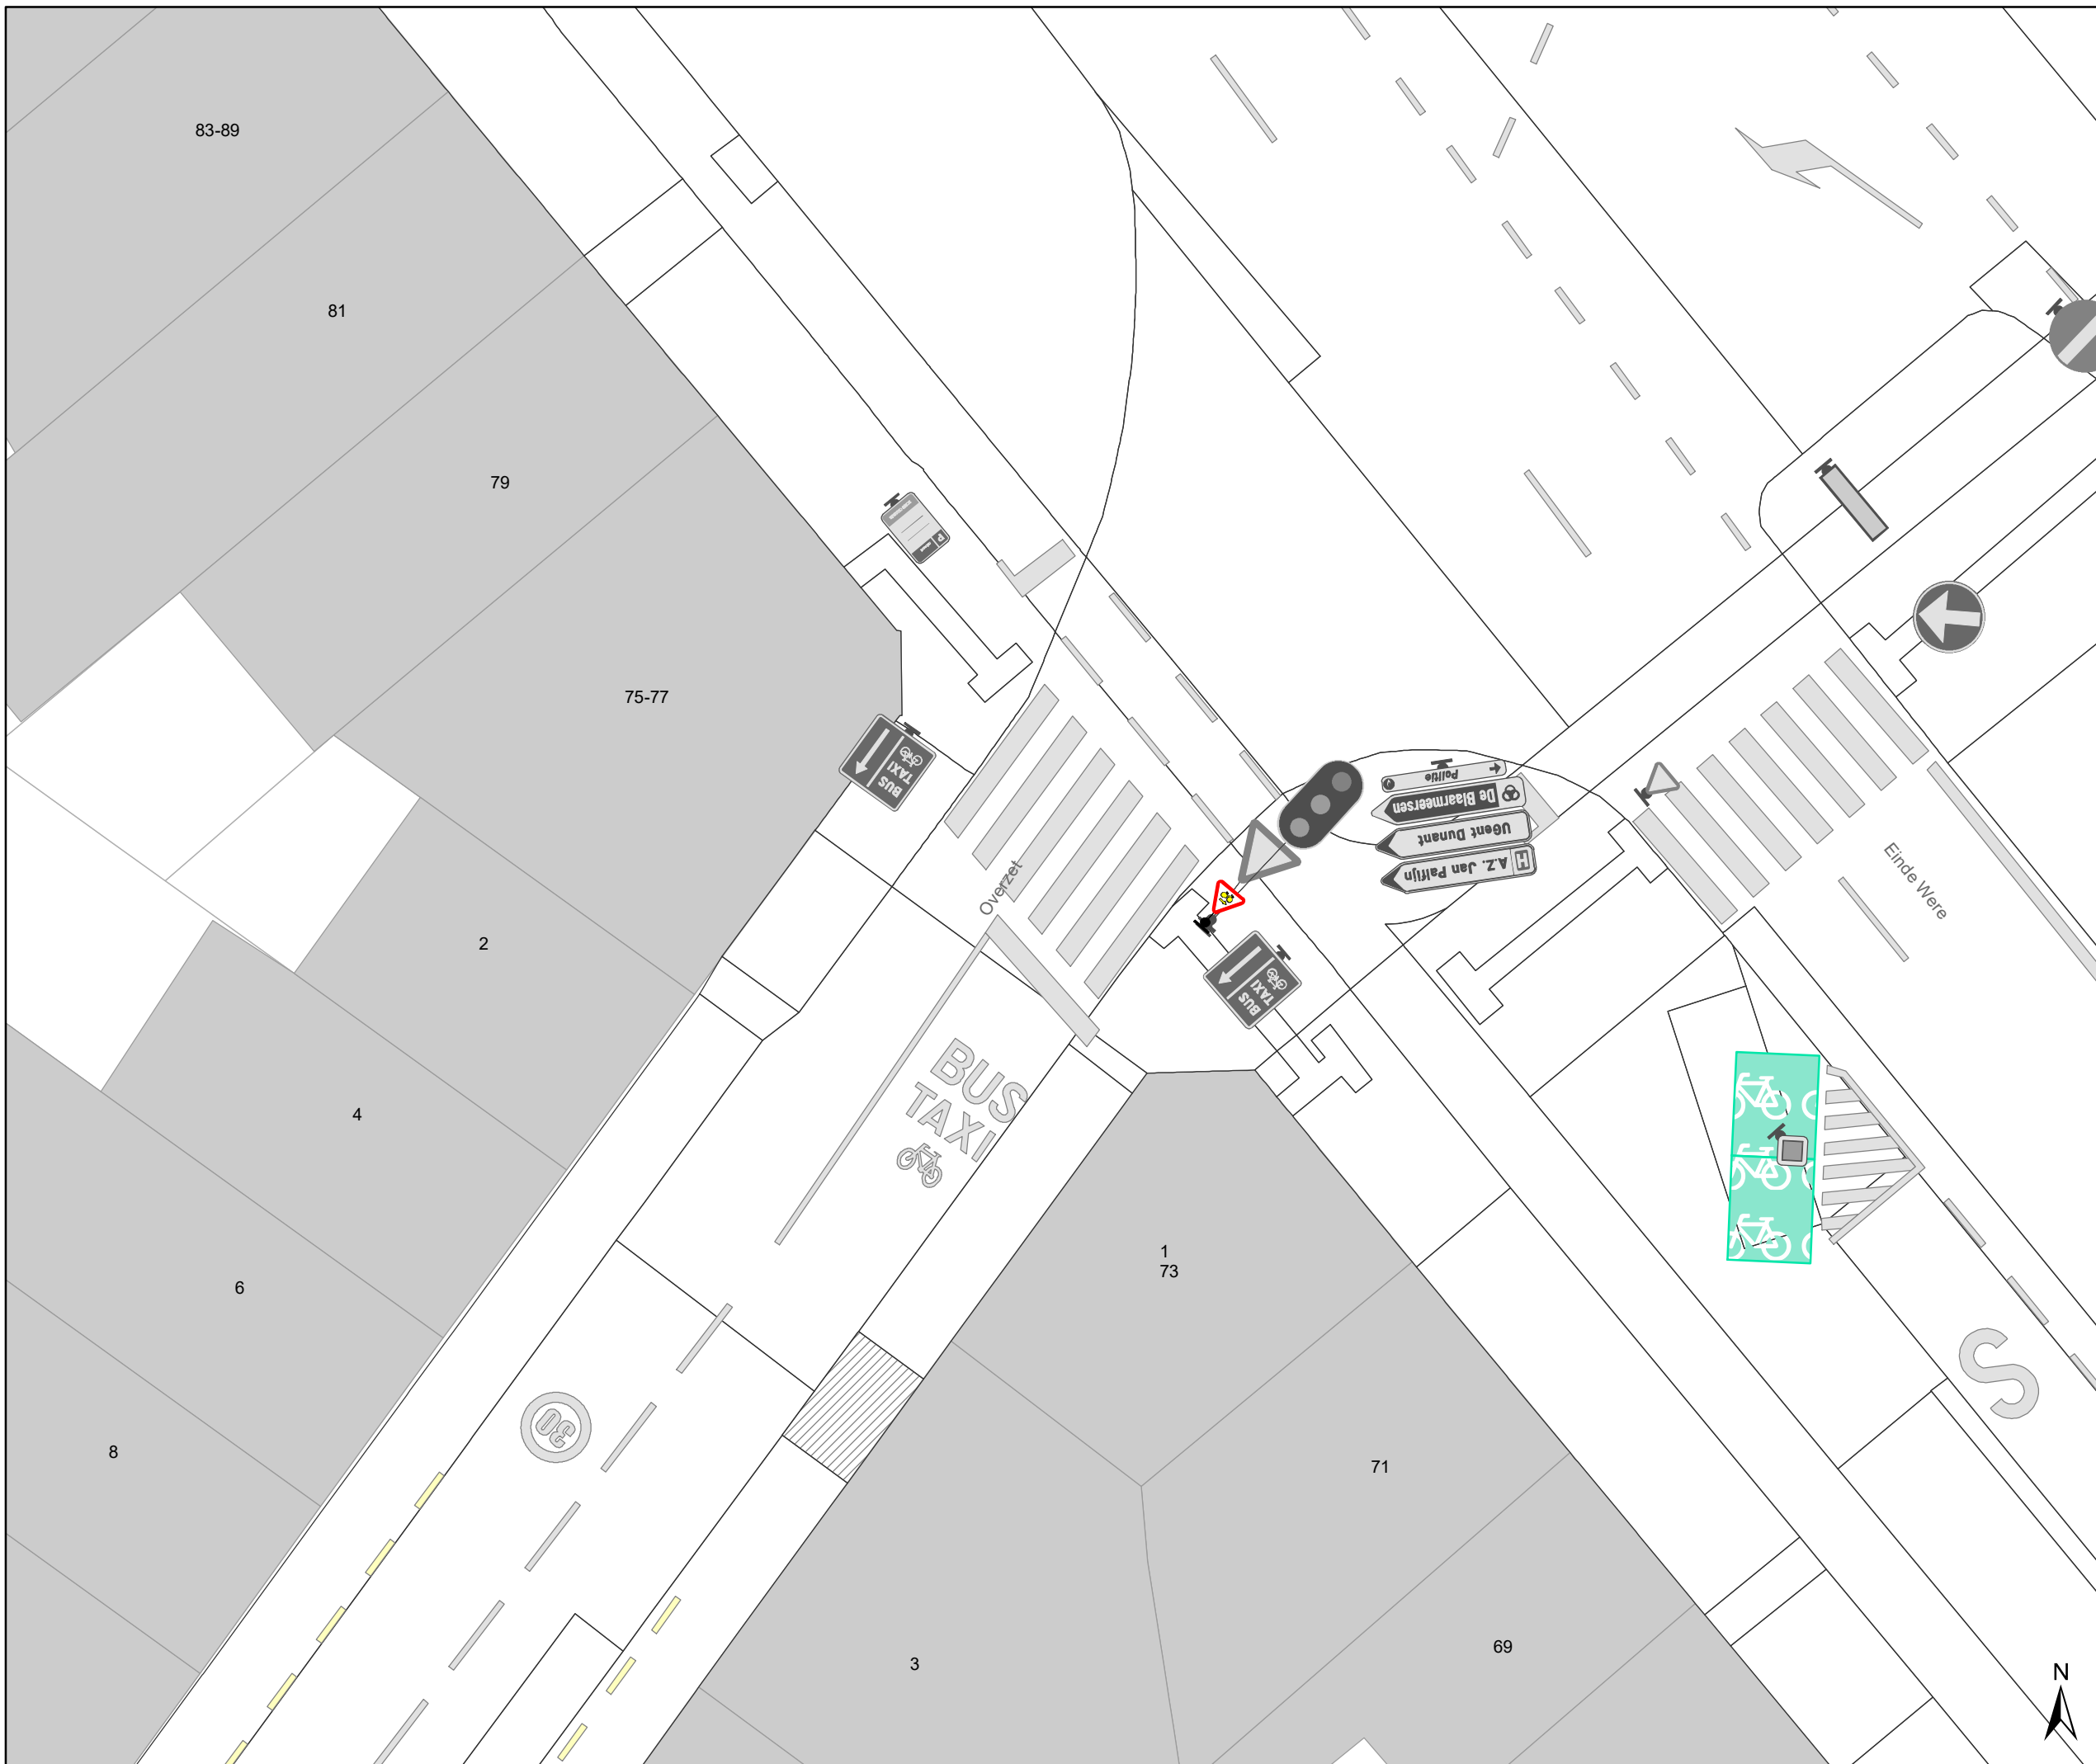 83-89
81
79
75-77
P
BUS
TAXI
Politie
De Blaarmeersen
UGent Dunant
A.Z. Jan Palfijn
H
Overzet
Einde Were
2
BUS
TAXI
BUS
TAXI
4
1
73
6
S
30
8
71
69
3
N